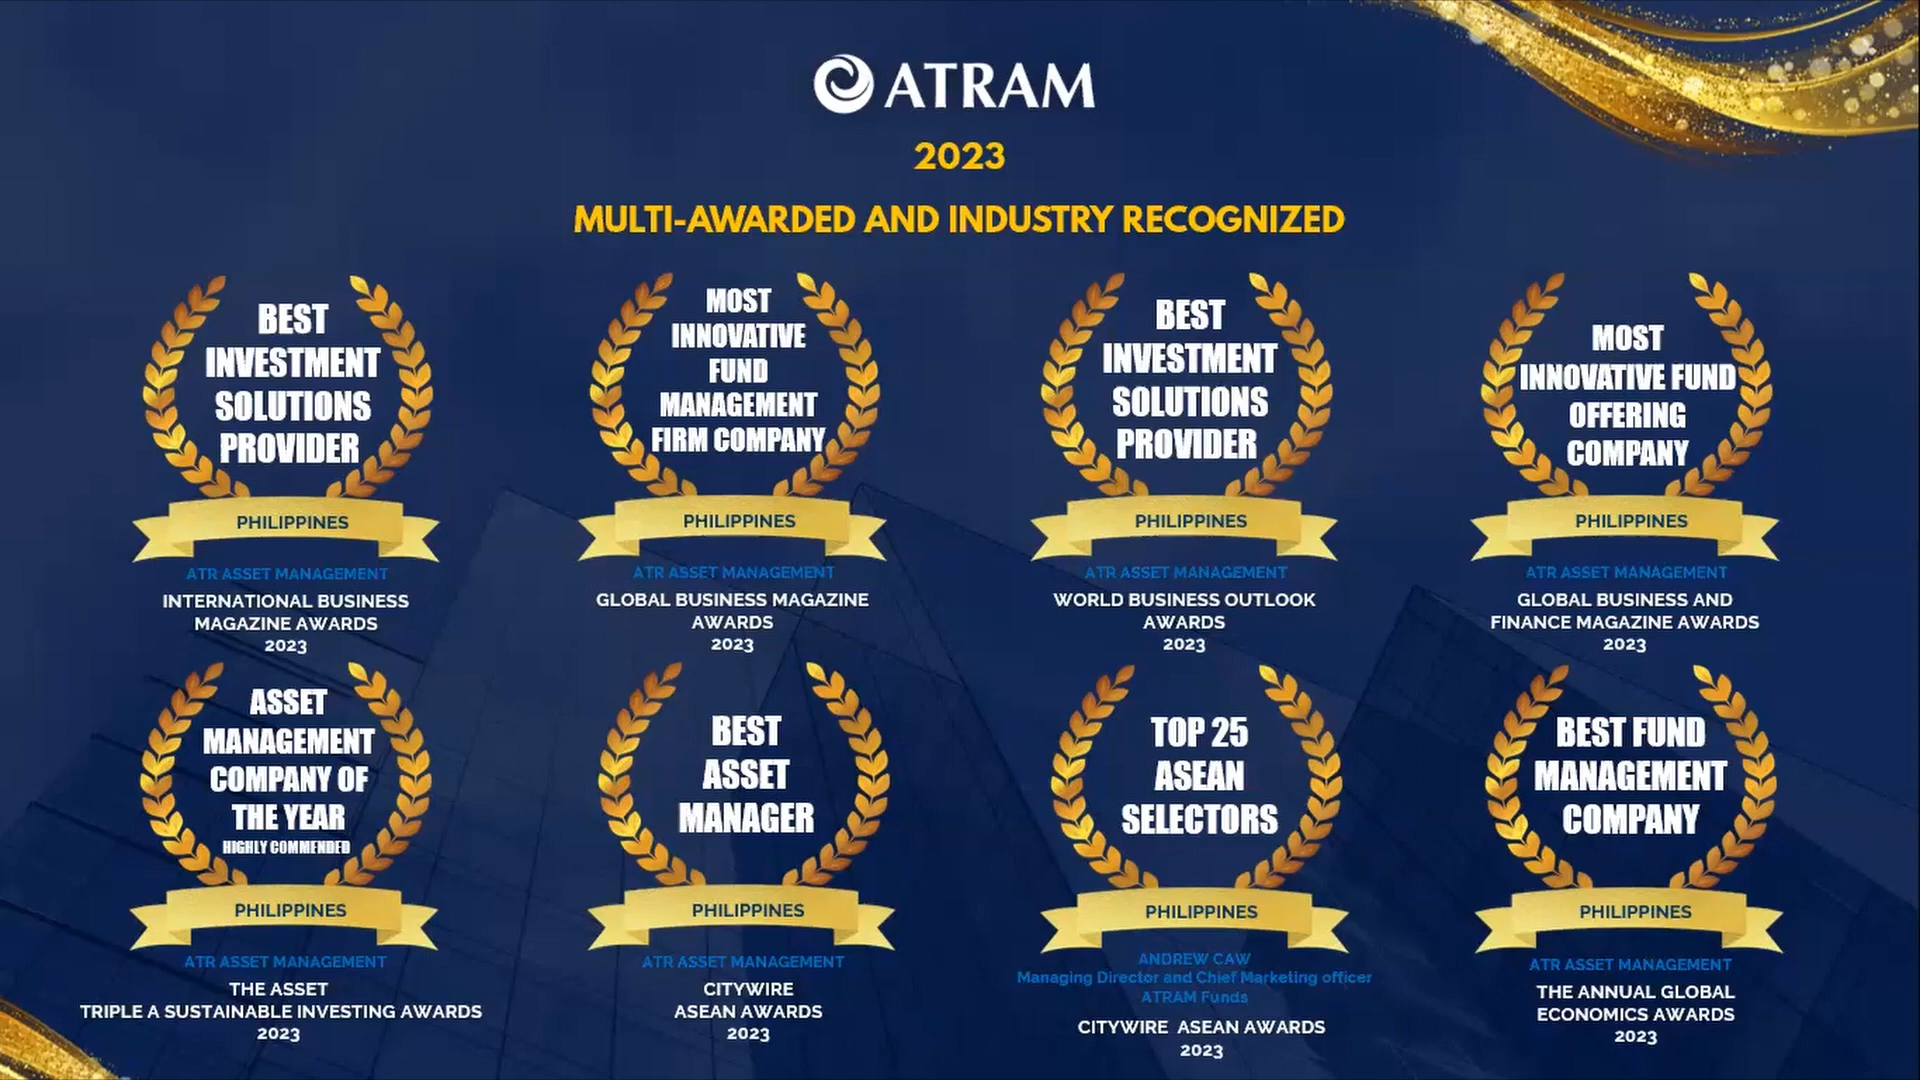 ATRAM
2023
MULTI-AWARDED AND INDUSTRY RECOGNIZED
BEST
INVESTMENT
SOLUTIONS
PROVIDER
PHILIPPINES
ATR ASSET MANAGEMENT
INTERNATIONAL BUSINESS
MAGAZINE AWARDS
2023
MOST
INNOVATIVE
FUND
MANAGEMENT
FIRM COMPANY
PHILIPPINES
ATR ASSET MANAGEMENT
GLOBAL BUSINESS MAGAZINE
AWARDS
2023
BEST
INVESTMENT
SOLUTIONS
PROVIDER
PHILIPPINES
ATR ASSET MANAGEMENT
WORLD BUSINESS OUTLOOK
AWARDS
2023
MOST
INNOVATIVE FUND
OFFERING
COMPANY
PHILIPPINES
ATR ASSET MANAGEMENT
GLOBAL BUSINESS AND
FINANCE MAGAZINE AWARDS
2023
ASSET
MANAGEMENT
COMPANY OF
THE YEAR
HIGHLY COMMENDED
PHILIPPINES
ATR ASSET MANAGEMENT
THE ASSET
TRIPLE A SUSTAINABLE INVESTING AWARDS
2023
BEST
ASSET
MANAGER
PHILIPPINES
ATR ASSET MANAGEMENT
CITYWIRE
ASEAN AWARDS
2023
TOP 25
ASEAN
SELECTORS
PHILIPPINES
ANDREW CAW
Managing Director and Chief Marketing officer
ATRAM Funds
CITYWIRE ASEAN AWARDS
2023
BEST FUND
MANAGEMENT
COMPANY
PHILIPPINES
ATR ASSET MANAGEMENT
THE ANNUAL GLOBAL
ECONOMICS AWARDS
2023